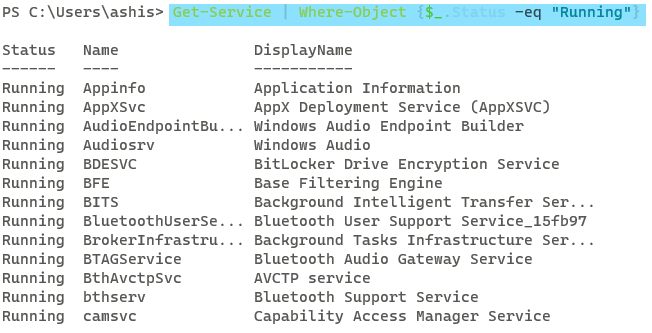 PS C:\Users\ashis> Get-Service | Where-Object {$_.Status -eq "Running"}
Status Name DisplayName
------ ---- -----------
Running Appinfo Application Information
Running AppXSvc AppX Deployment Service (AppXSVC)
Running AudioEndpointBu... Windows Audio Endpoint Builder
Running Audiosrv Windows Audio
Running BDESVC BitLocker Drive Encryption Service
Running BFE Base Filtering Engine
Running BITS Background Intelligent Transfer Ser...
Running BluetoothUserSe... Bluetooth User Support Service_15fb97
Running BrokerInfrastru... Background Tasks Infrastructure Ser...
Running BTAGService Bluetooth Audio Gateway Service
Running BthAvctpSvc AVCTP service
Running bthserv Bluetooth Support Service
Running camsvc Capability Access Manager Service